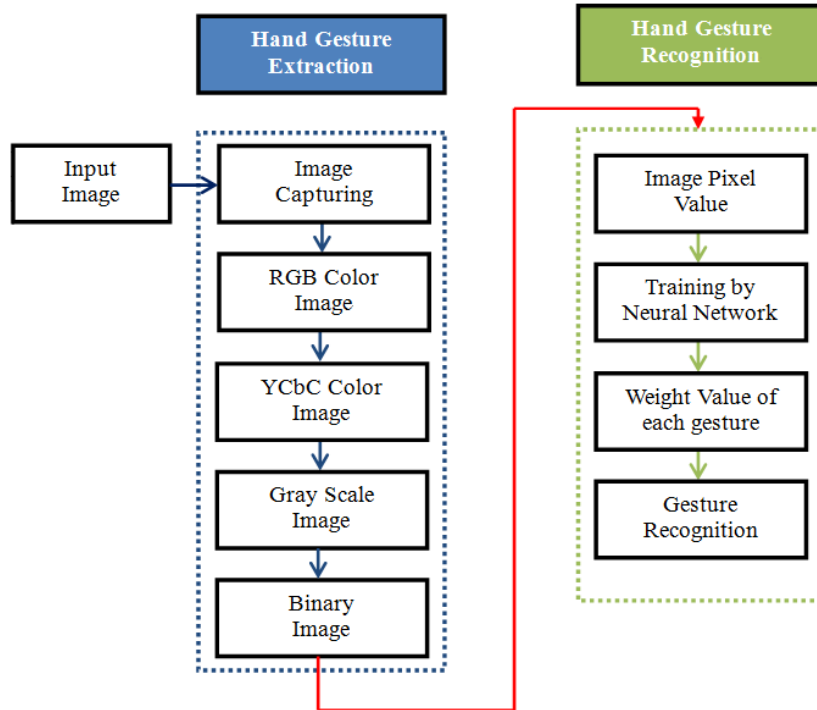 Hand Gesture
Extraction
Input
Image
Image
Capturing
RGB Color
Image
YCbC Color
Image
Gray Scale
Image
Binary
Image
Hand Gesture
Recognition
Image Pixel
Value
Training by
Neural Network
Weight Value of
each gesture
Gesture
Recognition